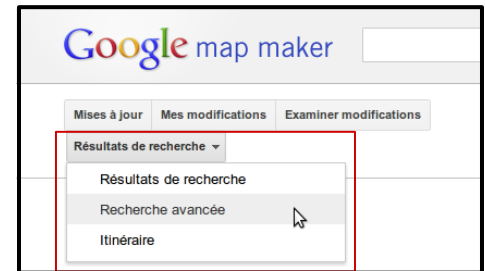 Google map maker
Mises à jour Mes modifications Examiner modifications
Résultats de recherche
Résultats de recherche
Recherche avancée
Itinéraire